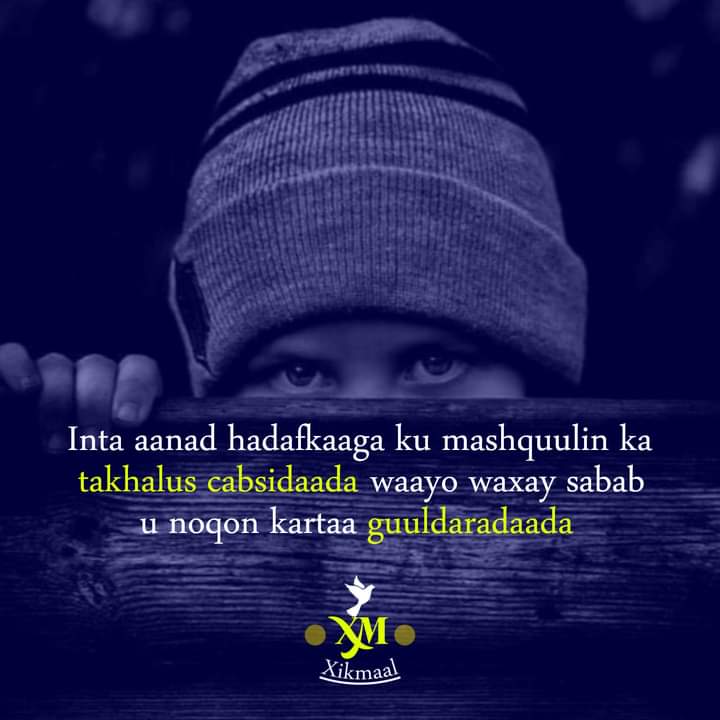 Inta aanad hadafkaaga ku mashquulin ka
takhalus cabsidaada waayo waxay sabab
u noqon kartaa guuldaradaada
XM
Xikmaal